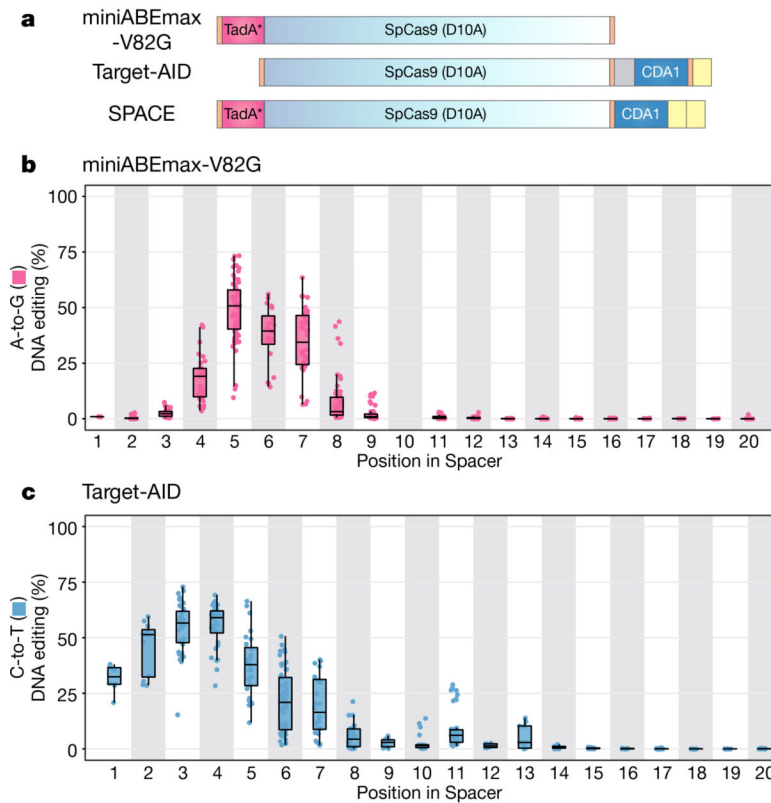 a
miniABEmax
-V82G
TadA*
SpCas9 (D10A)
Target-AID
SpCas9 (D10A)
CDA1
SPACE
TadA*
SpCas9 (D10A)
CDA1
b miniABEmax-V82G
A-to-G ( )
DNA editing (%)
100
75
50
25
0
1 2 3 4 5 6 7 8 9 10 11 12 13 14 15 16 17 18 19 20
Position in Spacer
c Target-AID
C-to-T ( )
DNA editing (%)
100
75
50
25
0
1 2 3 4 5 6 7 8 9 10 11 12 13 14 15 16 17 18 19 20
Position in Spacer